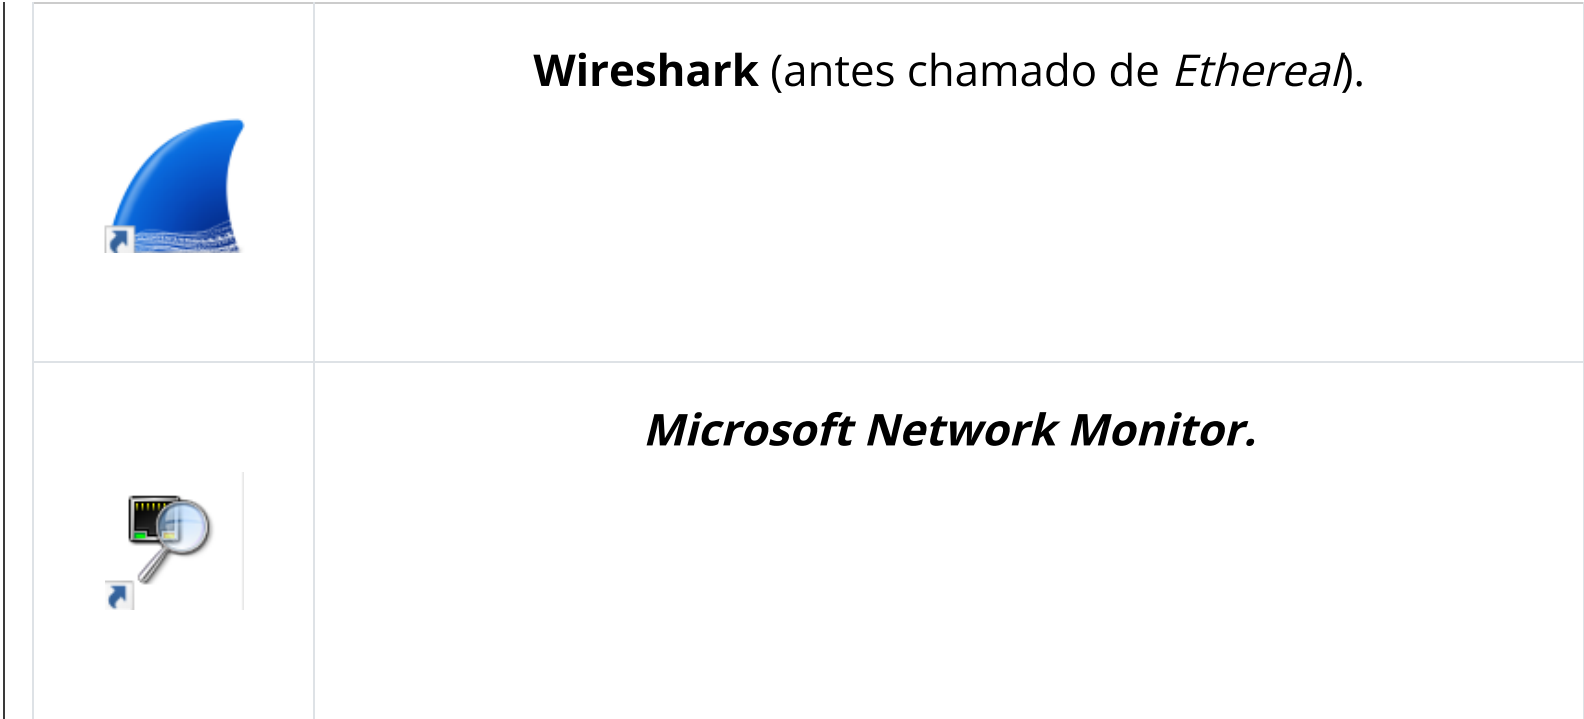 Wireshark (antes chamado de Ethereal).
Microsoft Network Monitor.